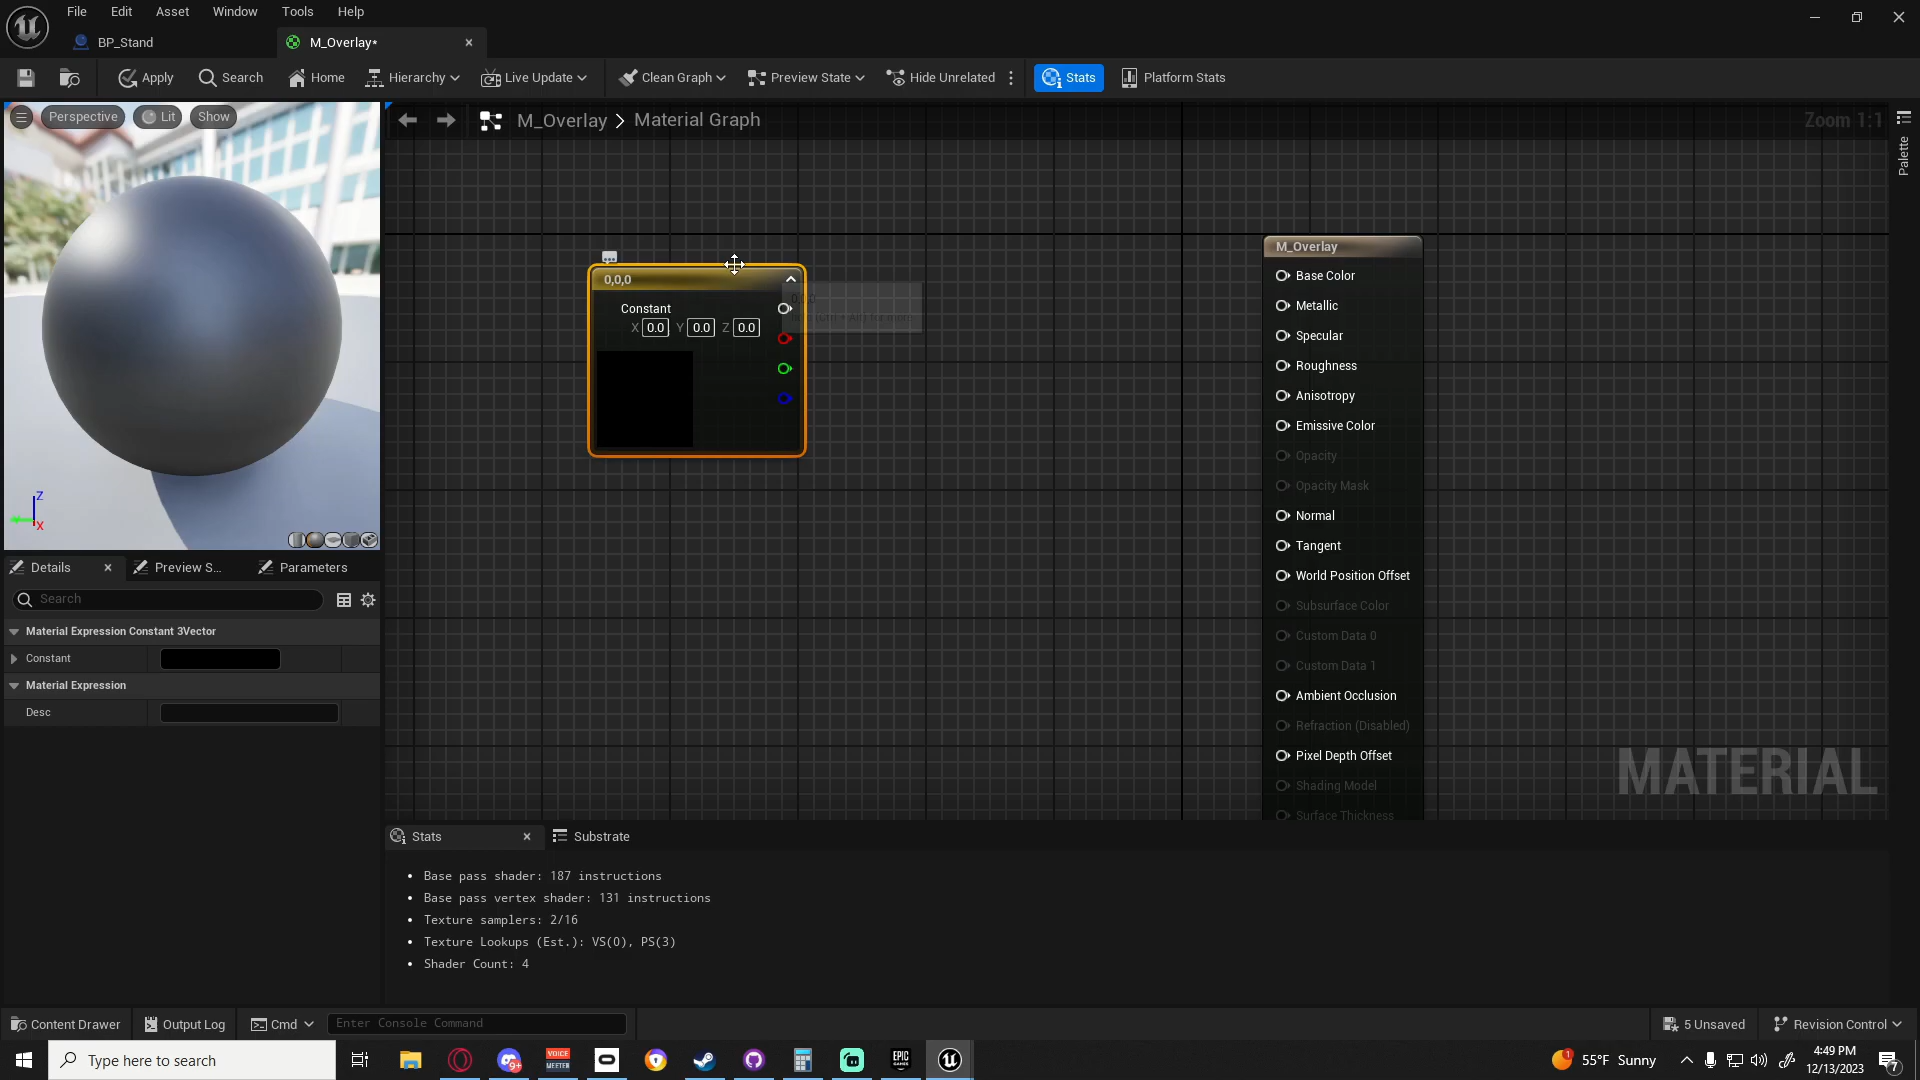 File Edit Asset Window Tools Help
BP_Stand M_Overlay*
Apply Search Home Hierarchy Live Update Clean Graph Preview State Hide Unrelated Stats Platform Stats
Perspective Lit Show
M_Overlay > Material Graph
Zoom 1:1
Palette
0,0,0
Constant
X 0.0 Y 0.0 Z 0.0
M_Overlay
Base Color
Metallic
Specular
Roughness
Anisotropy
Emissive Color
Opacity
Opacity Mask
Normal
Tangent
World Position Offset
Subsurface Color
Custom Data 0
Custom Data 1
Ambient Occlusion
Refraction (Disabled)
Pixel Depth Offset
Shading Model
Surface Thickness
MATERIAL
Z
X
Details Preview S... Parameters
Search
Material Expression Constant 3Vector
Constant
Material Expression
Desc
Stats Substrate
Base pass shader: 187 instructions
Base pass vertex shader: 131 instructions
Texture samplers: 2/16
Texture Lookups (Est.): VS(0), PS(3)
Shader Count: 4
Content Drawer Output Log Cmd Enter Console Command 5 Unsaved Revision Control
Type here to search
9+
VOICE
MEETER
EPIC
GAMES
1
55°F Sunny
4:49 PM
12/13/2023
7